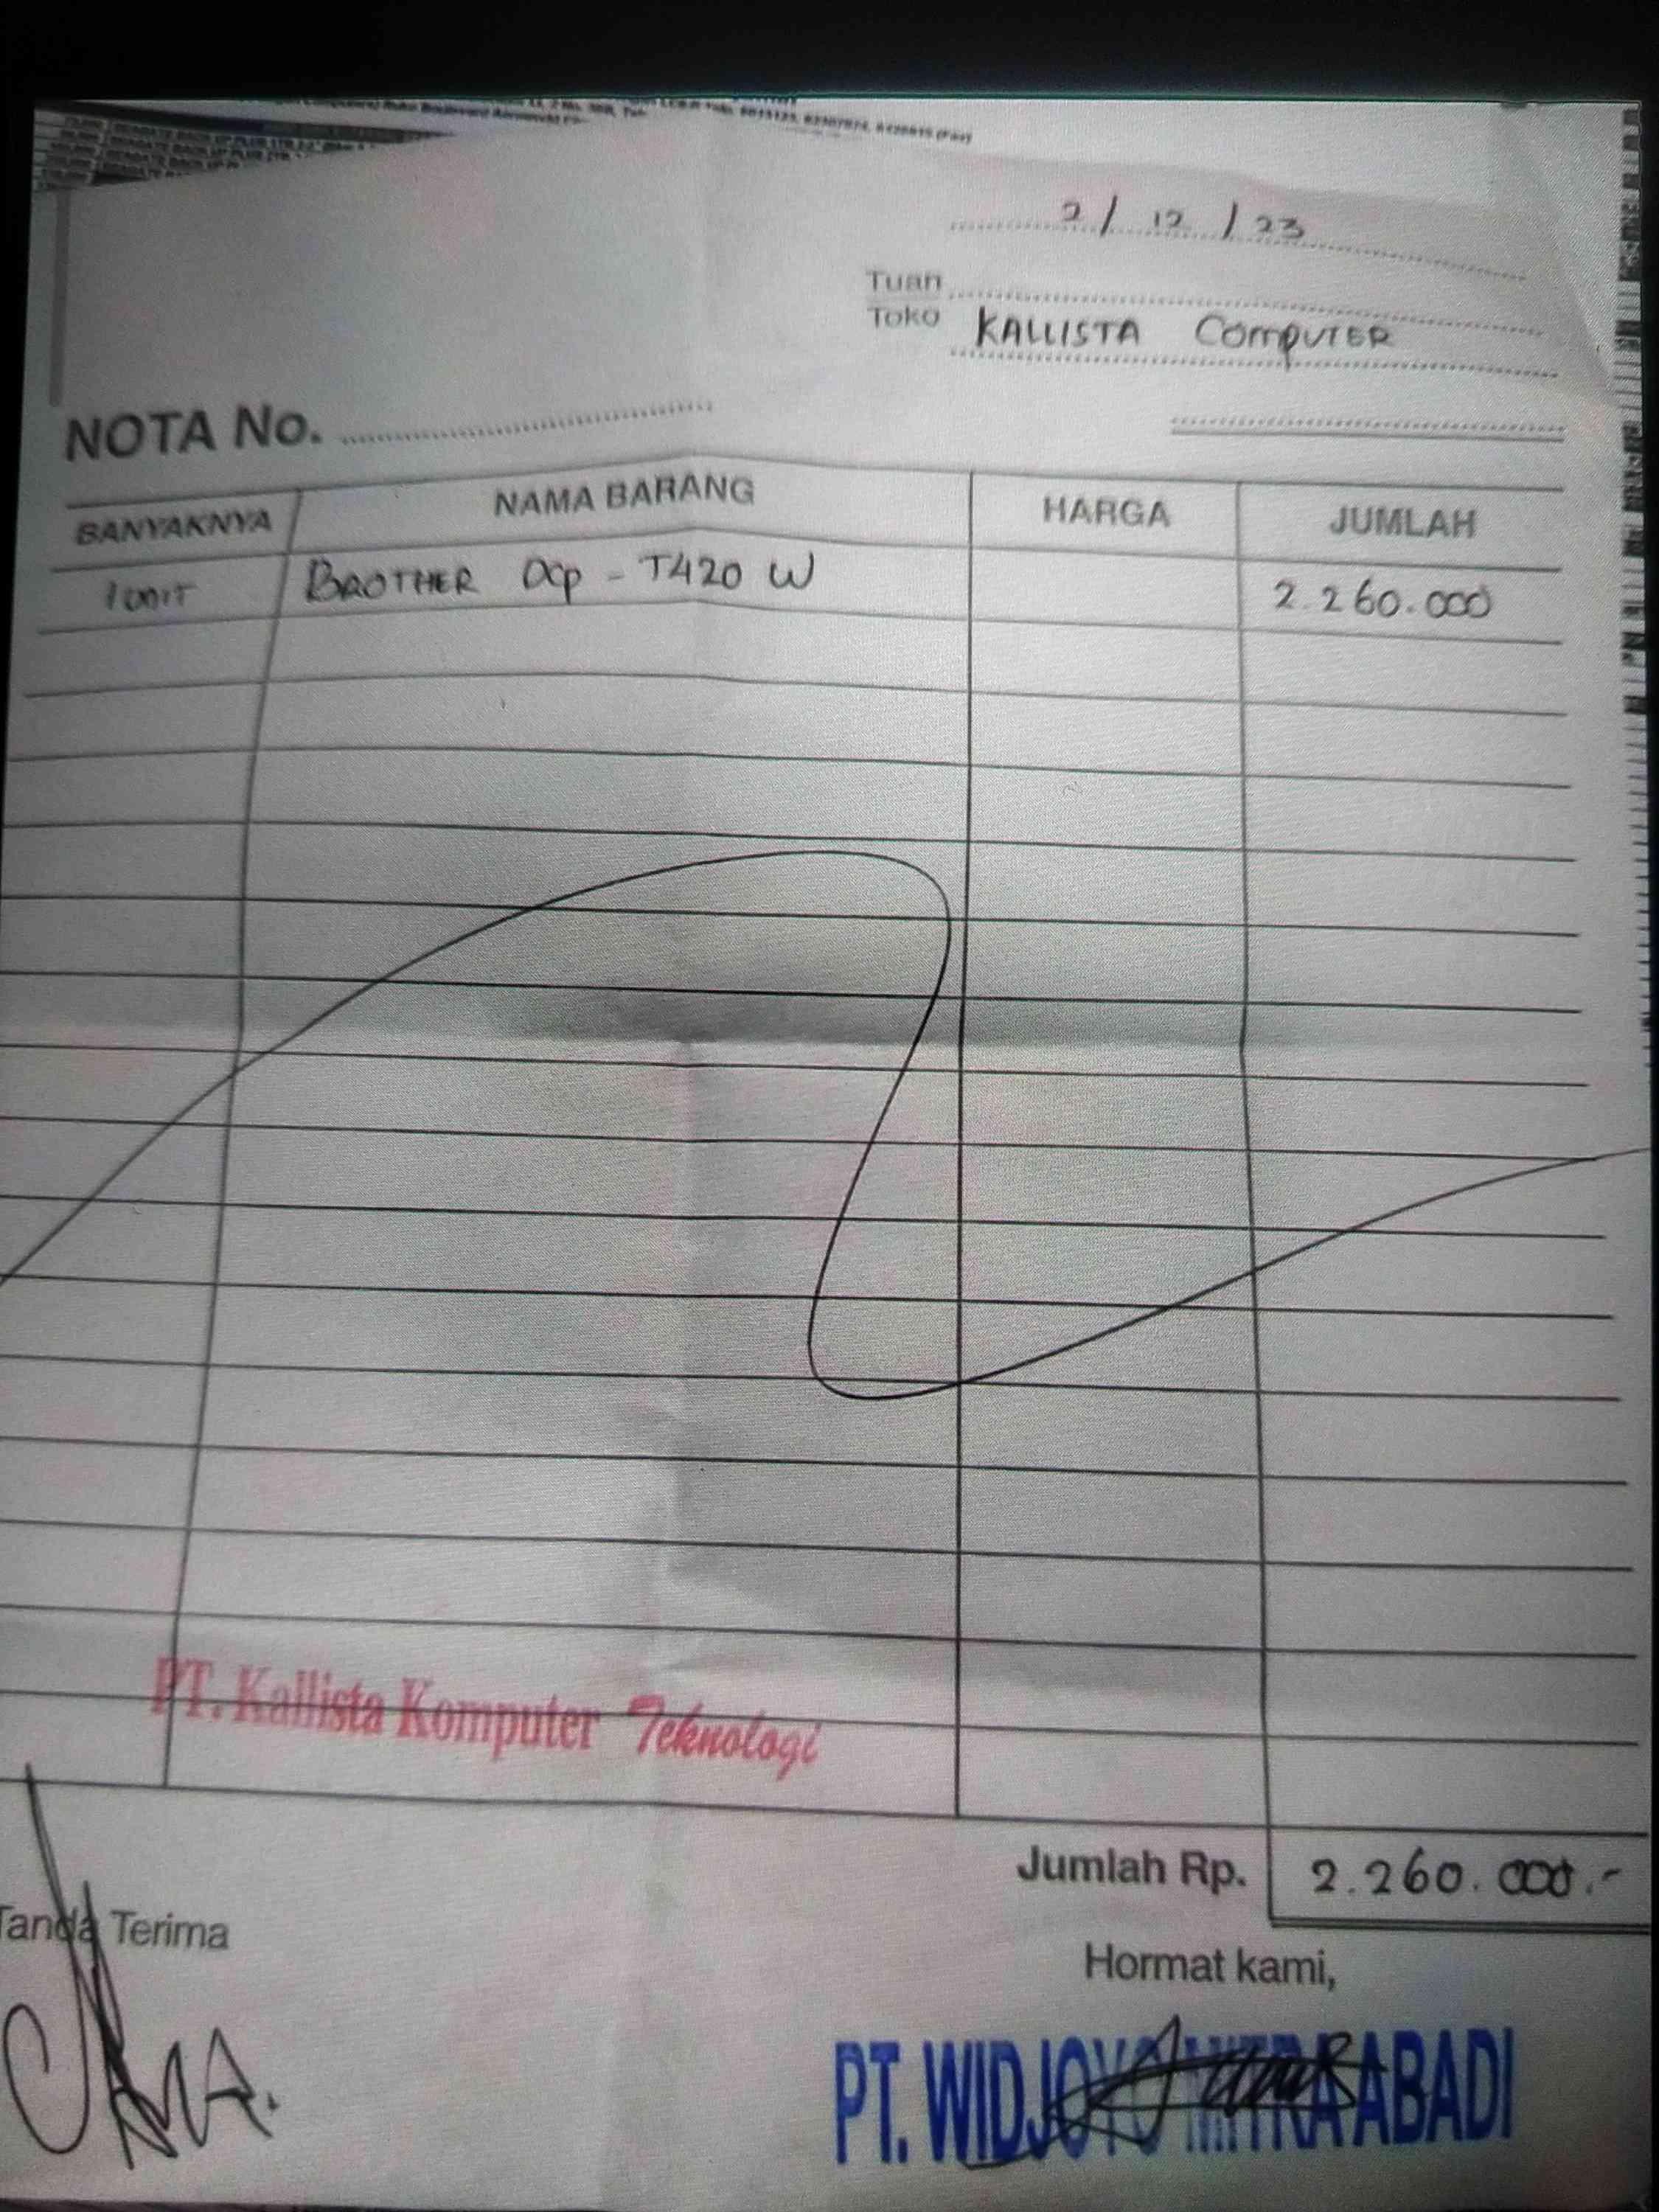 2 / 12 / 23
Tuan
Toko KALLISTA COMPUTER
NOTA No.
BANYAKNYA NAMA BARANG HARGA JUMLAH
1 UNIT BROTHER DCP - T420 W 2.260.000
PT. Kallista Komputer Teknologi
Jumlah Rp. 2.260.000.-
Tanda Terima
Hormat kami,
PT. WIDJOYO MITRA ABADI